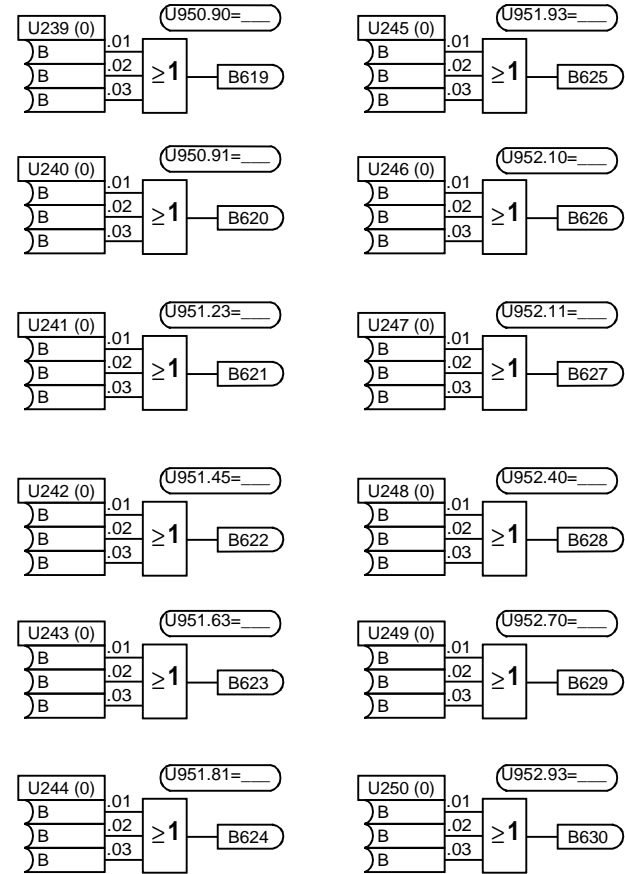 U950.90=___
U239 (0)
B .01
B .02
B .03
≥1
B619
U950.91=___
U240 (0)
B .01
B .02
B .03
≥1
B620
U951.23=___
U241 (0)
B .01
B .02
B .03
≥1
B621
U951.45=___
U242 (0)
B .01
B .02
B .03
≥1
B622
U951.63=___
U243 (0)
B .01
B .02
B .03
≥1
B623
U951.81=___
U244 (0)
B .01
B .02
B .03
≥1
B624
U951.93=___
U245 (0)
B .01
B .02
B .03
≥1
B625
U952.10=___
U246 (0)
B .01
B .02
B .03
≥1
B626
U952.11=___
U247 (0)
B .01
B .02
B .03
≥1
B627
U952.40=___
U248 (0)
B .01
B .02
B .03
≥1
B628
U952.70=___
U249 (0)
B .01
B .02
B .03
≥1
B629
U952.93=___
U250 (0)
B .01
B .02
B .03
≥1
B630